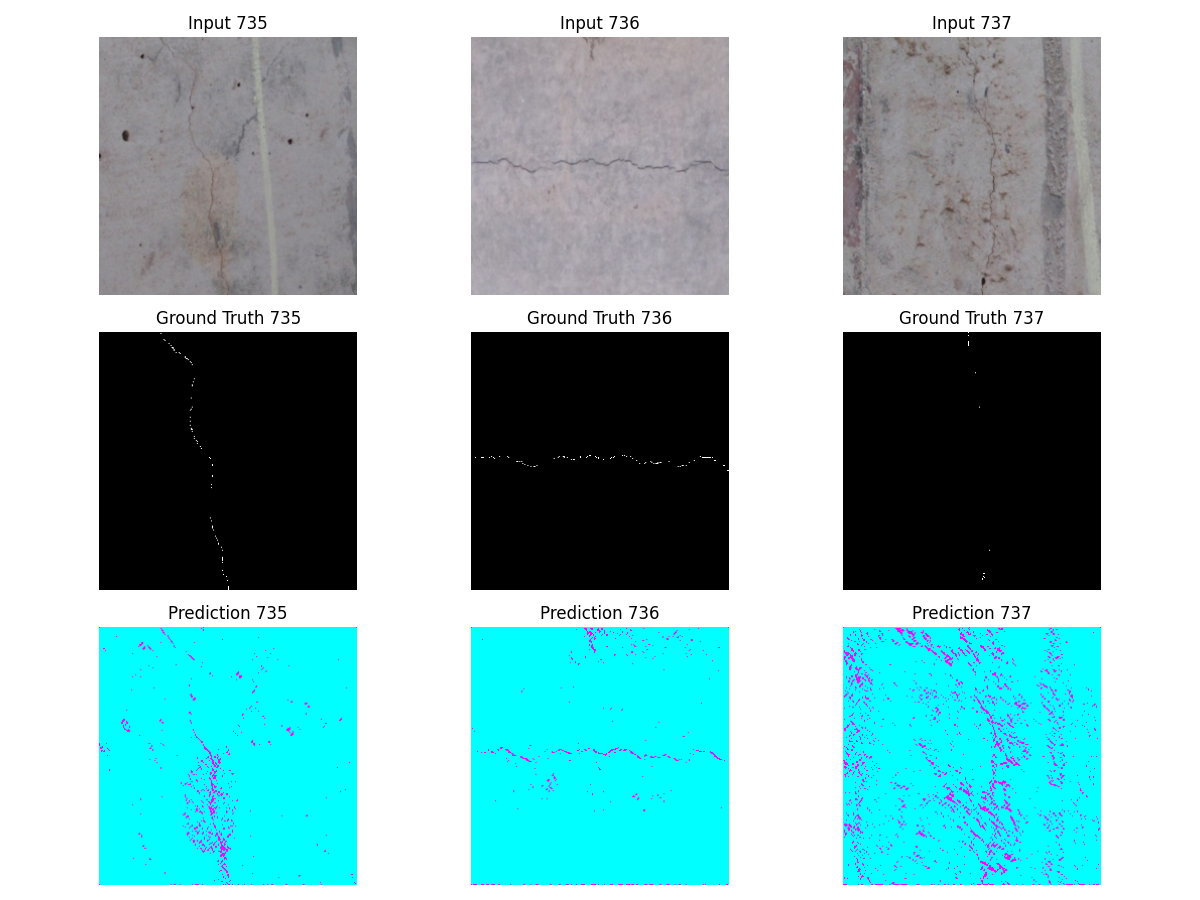 Input 735
Input 736
Input 737
Ground Truth 735
Ground Truth 736
Ground Truth 737
Prediction 735
Prediction 736
Prediction 737